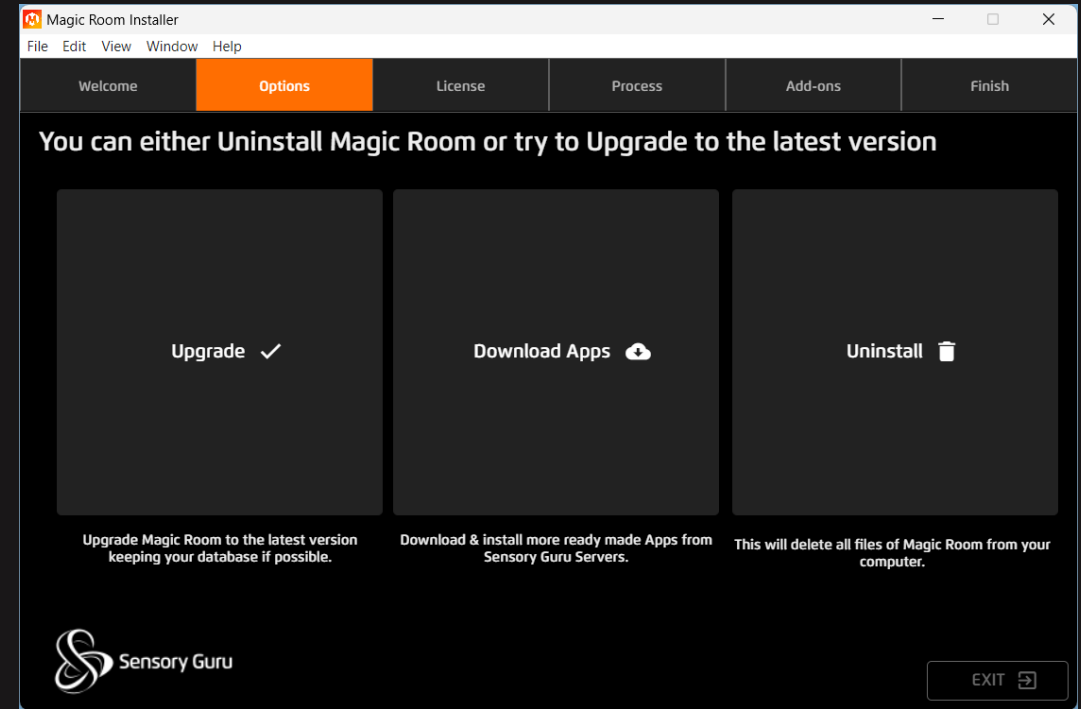 Magic Room Installer
File Edit View Window Help
Welcome Options License Process Add-ons Finish
You can either Uninstall Magic Room or try to Upgrade to the latest version
Upgrade
Download Apps
Uninstall
Upgrade Magic Room to the latest version
keeping your database if possible.
Download & install more ready made Apps from
Sensory Guru Servers.
This will delete all files of Magic Room from your
computer.
Sensory Guru
EXIT